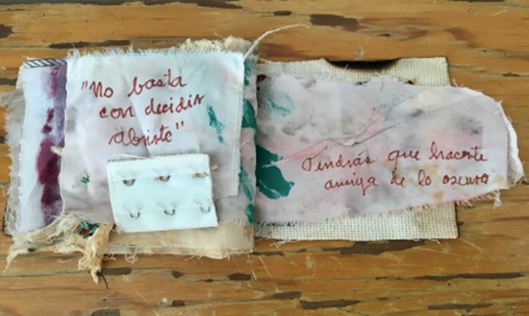 "No basta
con decidir
abrirte"
Tendrás que hacerte
amiga de lo oscuro